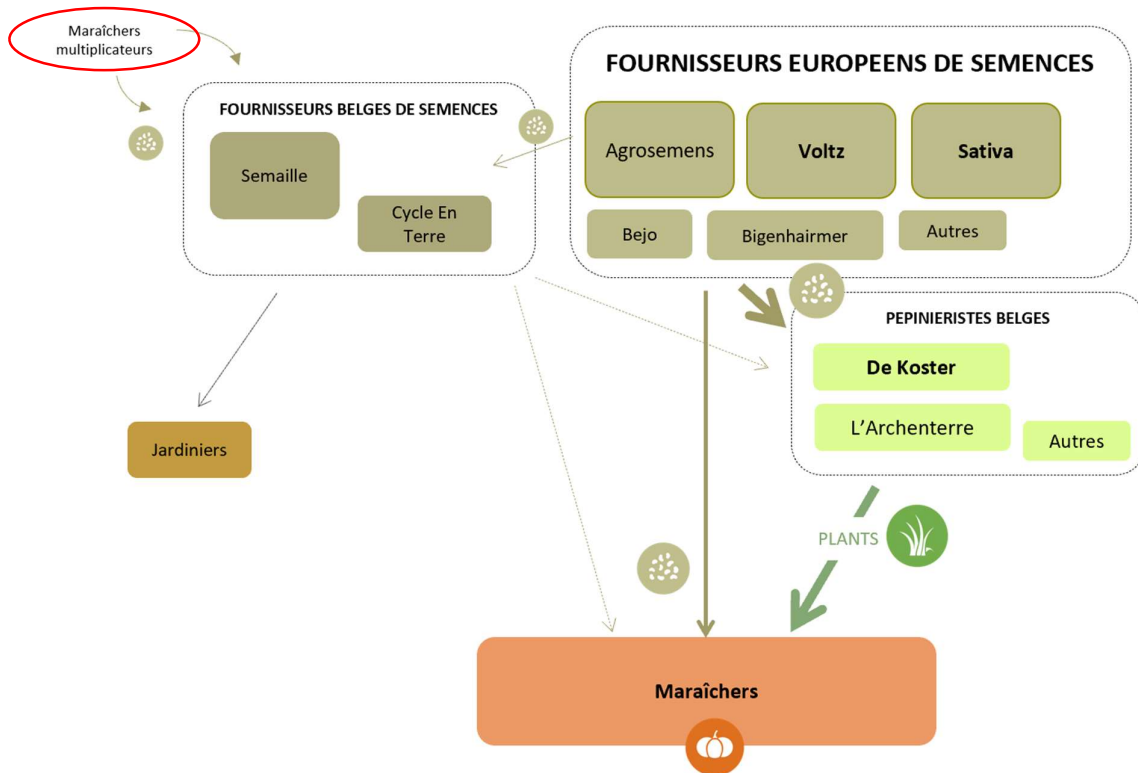 Maraîchers
multiplicateurs
FOURNISSEURS EUROPEENS DE SEMENCES
FOURNISSEURS BELGES DE SEMENCES
Agrosemens
Voltz
Sativa
Semaille
Cycle En
Terre
Bejo
Bigenhairmer
Autres
PEPINIERISTES BELGES
De Koster
L’Archenterre
Autres
Jardiniers
PLANTS
Maraîchers